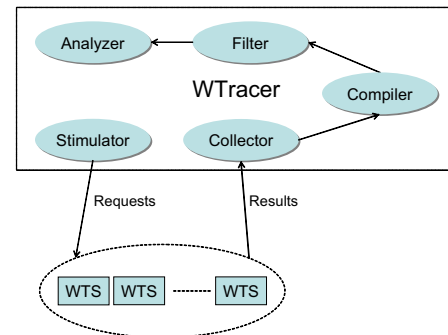 Analyzer
Filter
WTracer
Compiler
Stimulator
Collector
Requests
Results
WTS
WTS
WTS